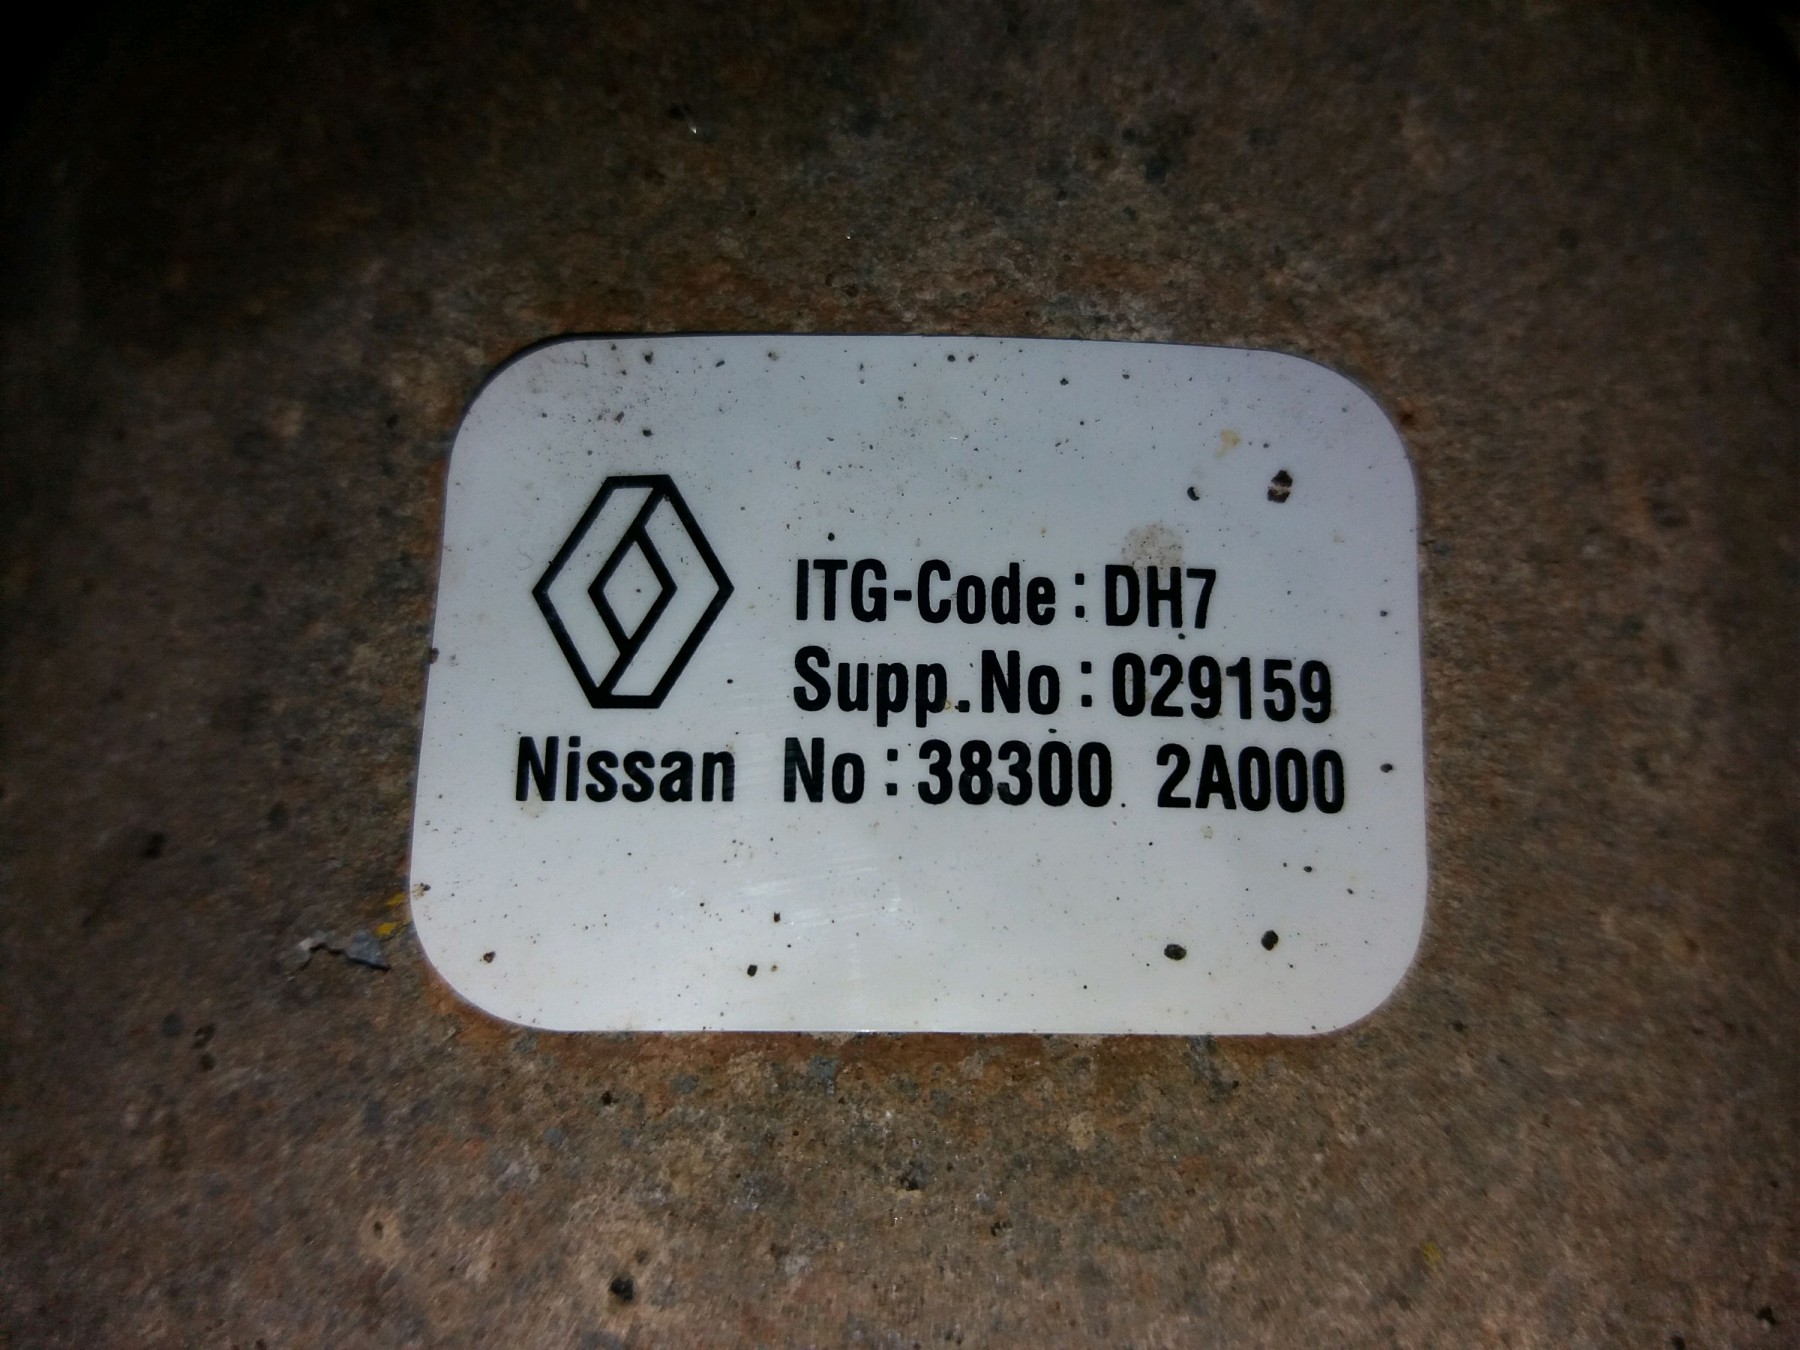 ITG-Code:DH7
Supp.No:029159
Nissan No:38300 2A000